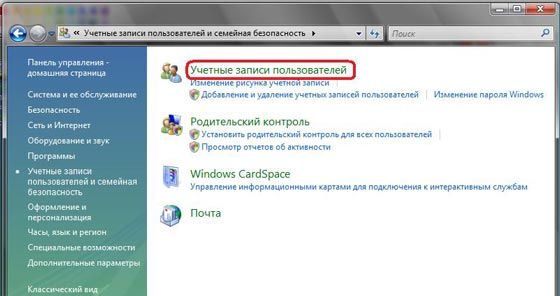 Учетные записи пользователей и семейная безопасность
Поиск
Панель управления -
домашняя страница
Система и ее обслуживание
Безопасность
Сеть и Интернет
Оборудование и звук
Программы
Учетные записи
пользователей и семейная
безопасность
Оформление и
персонализация
Часы, язык и регион
Специальные возможности
Дополнительные параметры
Классический вид
Учетные записи пользователей
Изменение рисунка учетной записи
Добавление и удаление учетных записей пользователей
Изменение пароля Windows
Родительский контроль
Установить родительский контроль для всех пользователей
Просмотр отчетов об активности
Windows CardSpace
Управление информационными картами для подключения к интерактивным службам
Почта